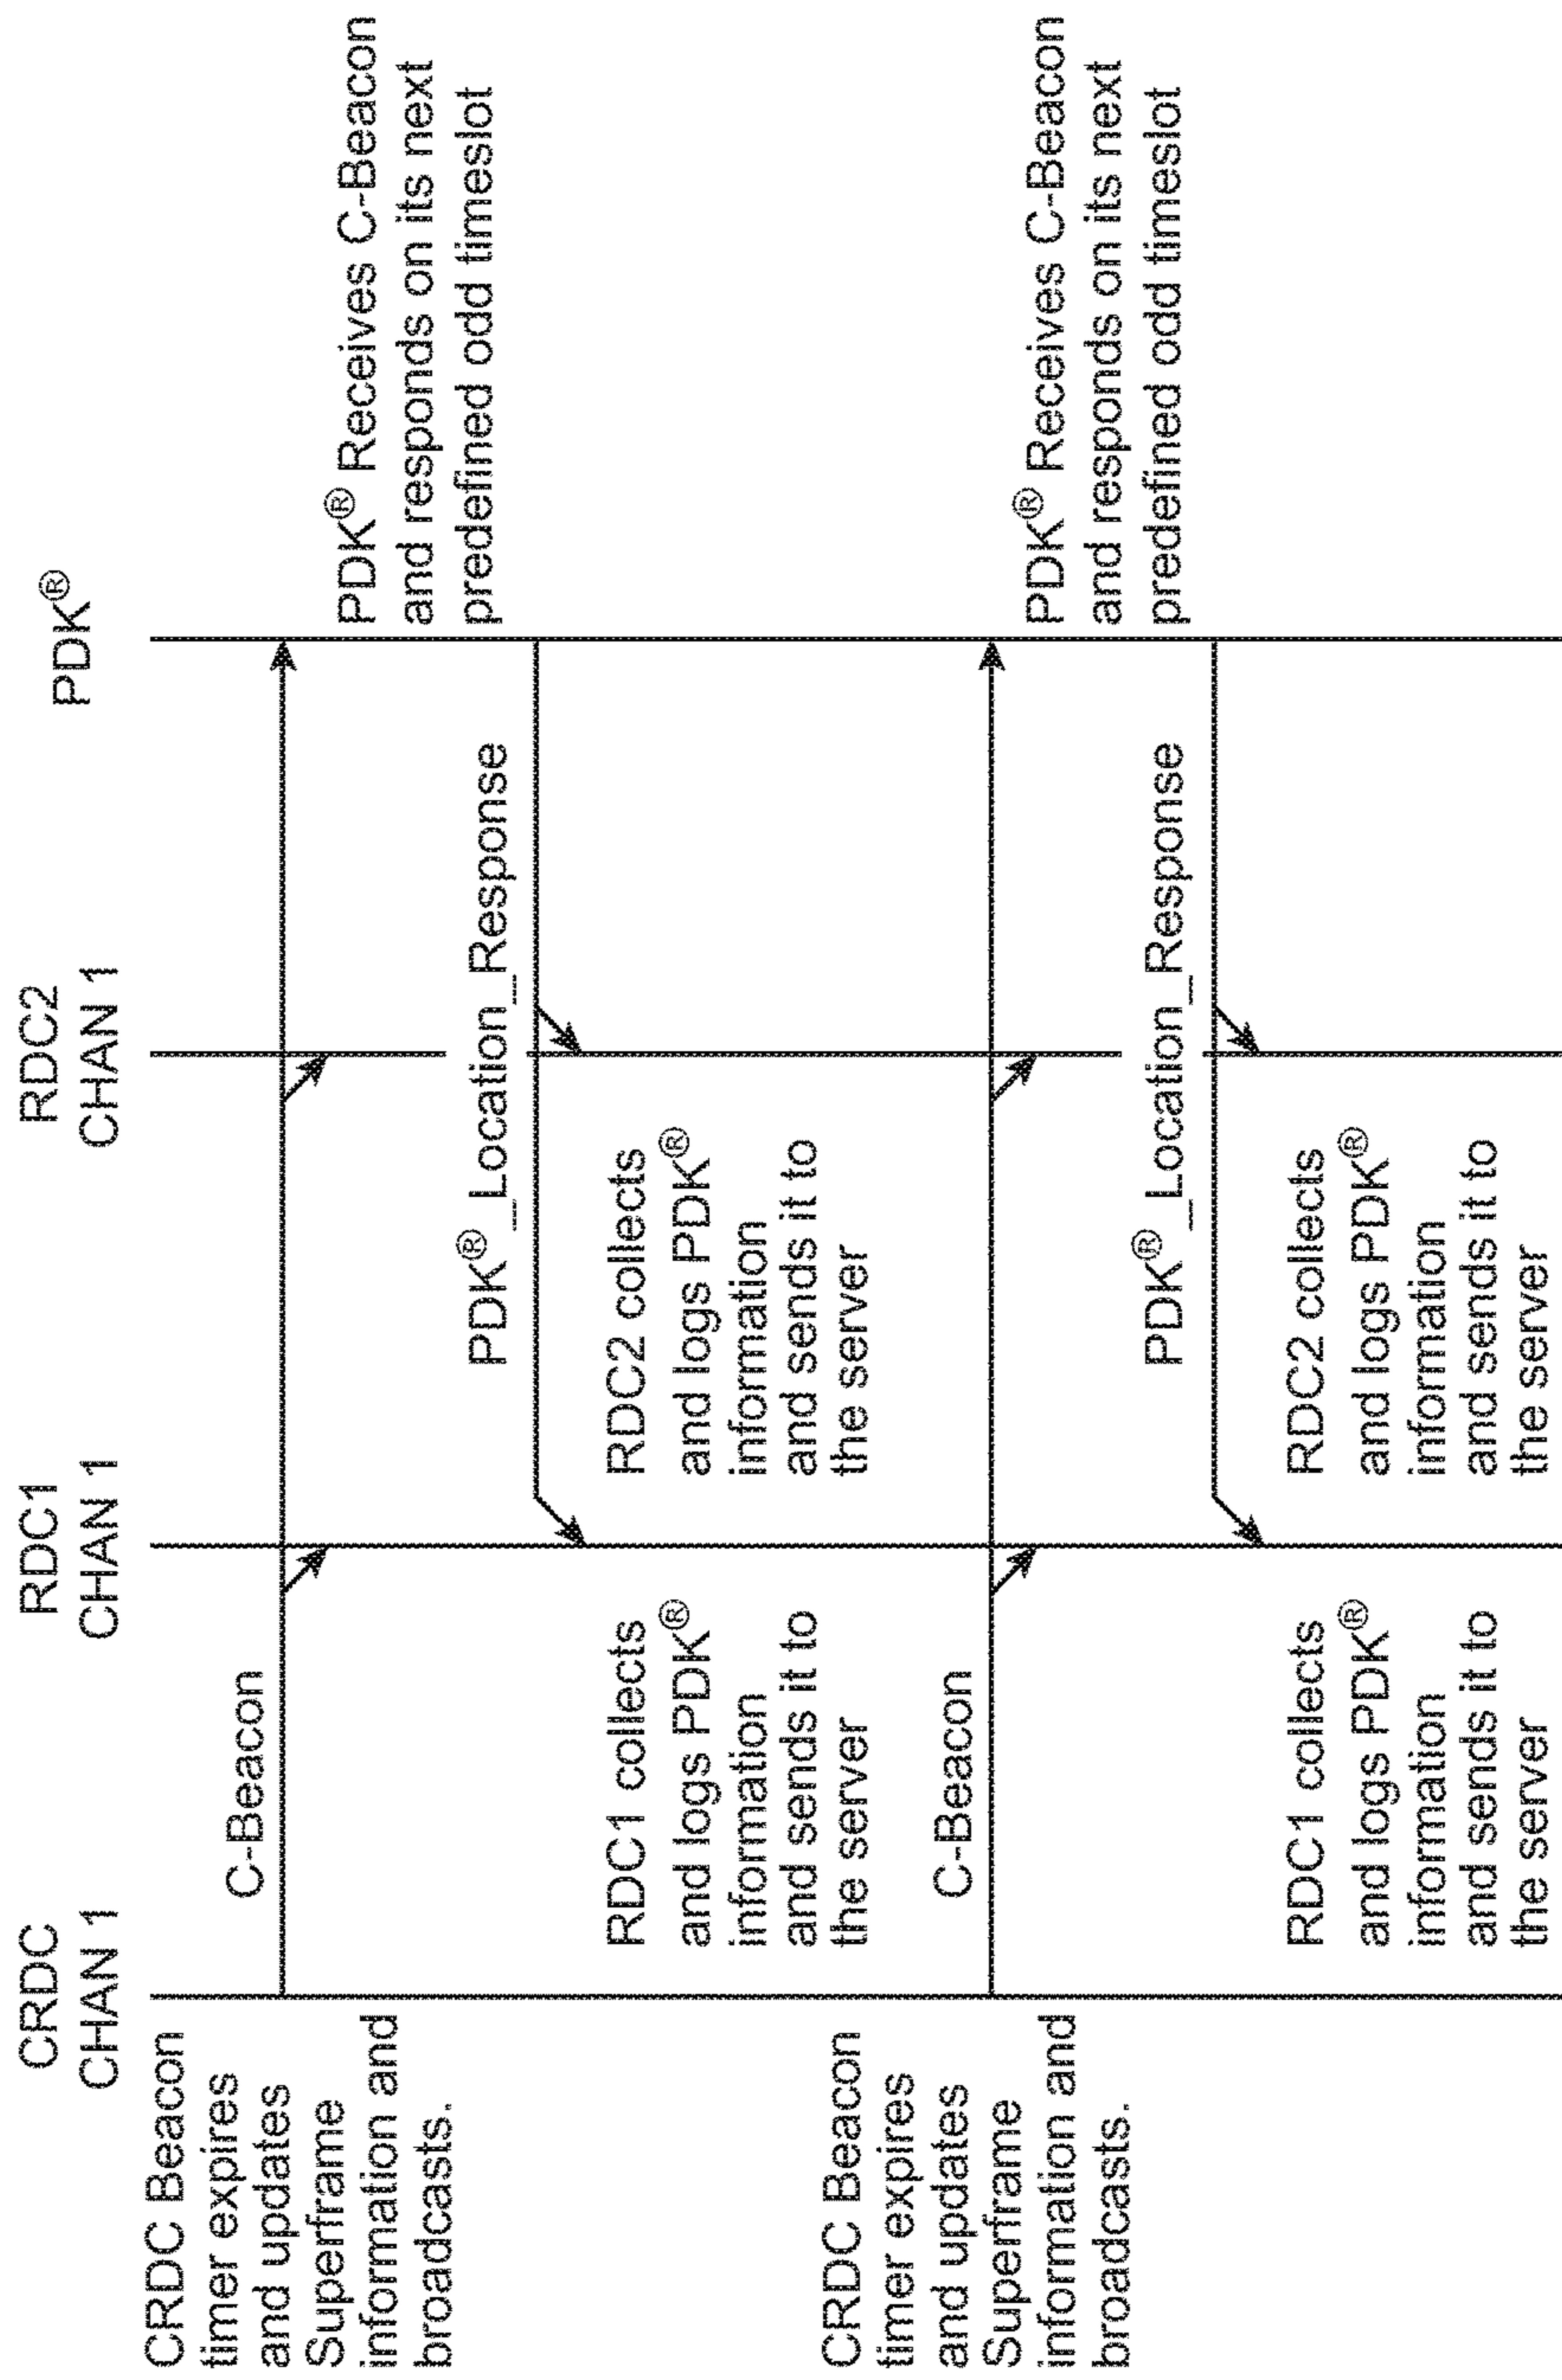 CRDC
CHAN 1
RDC1
CHAN 1
RDC2
CHAN 1
PDK®
CRDC Beacon
timer expires
and updates
Superframe
information and
broadcasts.
C-Beacon
PDK® Receives C-Beacon
and responds on its next
predefined odd timeslot
PDK®_Location_Response
RDC1 collects
and logs PDK®
information
and sends it to
the server
RDC2 collects
and logs PDK®
information
and sends it to
the server
CRDC Beacon
timer expires
and updates
Superframe
information and
broadcasts.
C-Beacon
PDK® Receives C-Beacon
and responds on its next
predefined odd timeslot
PDK®_Location_Response
RDC1 collects
and logs PDK®
information
and sends it to
the server
RDC2 collects
and logs PDK®
information
and sends it to
the server